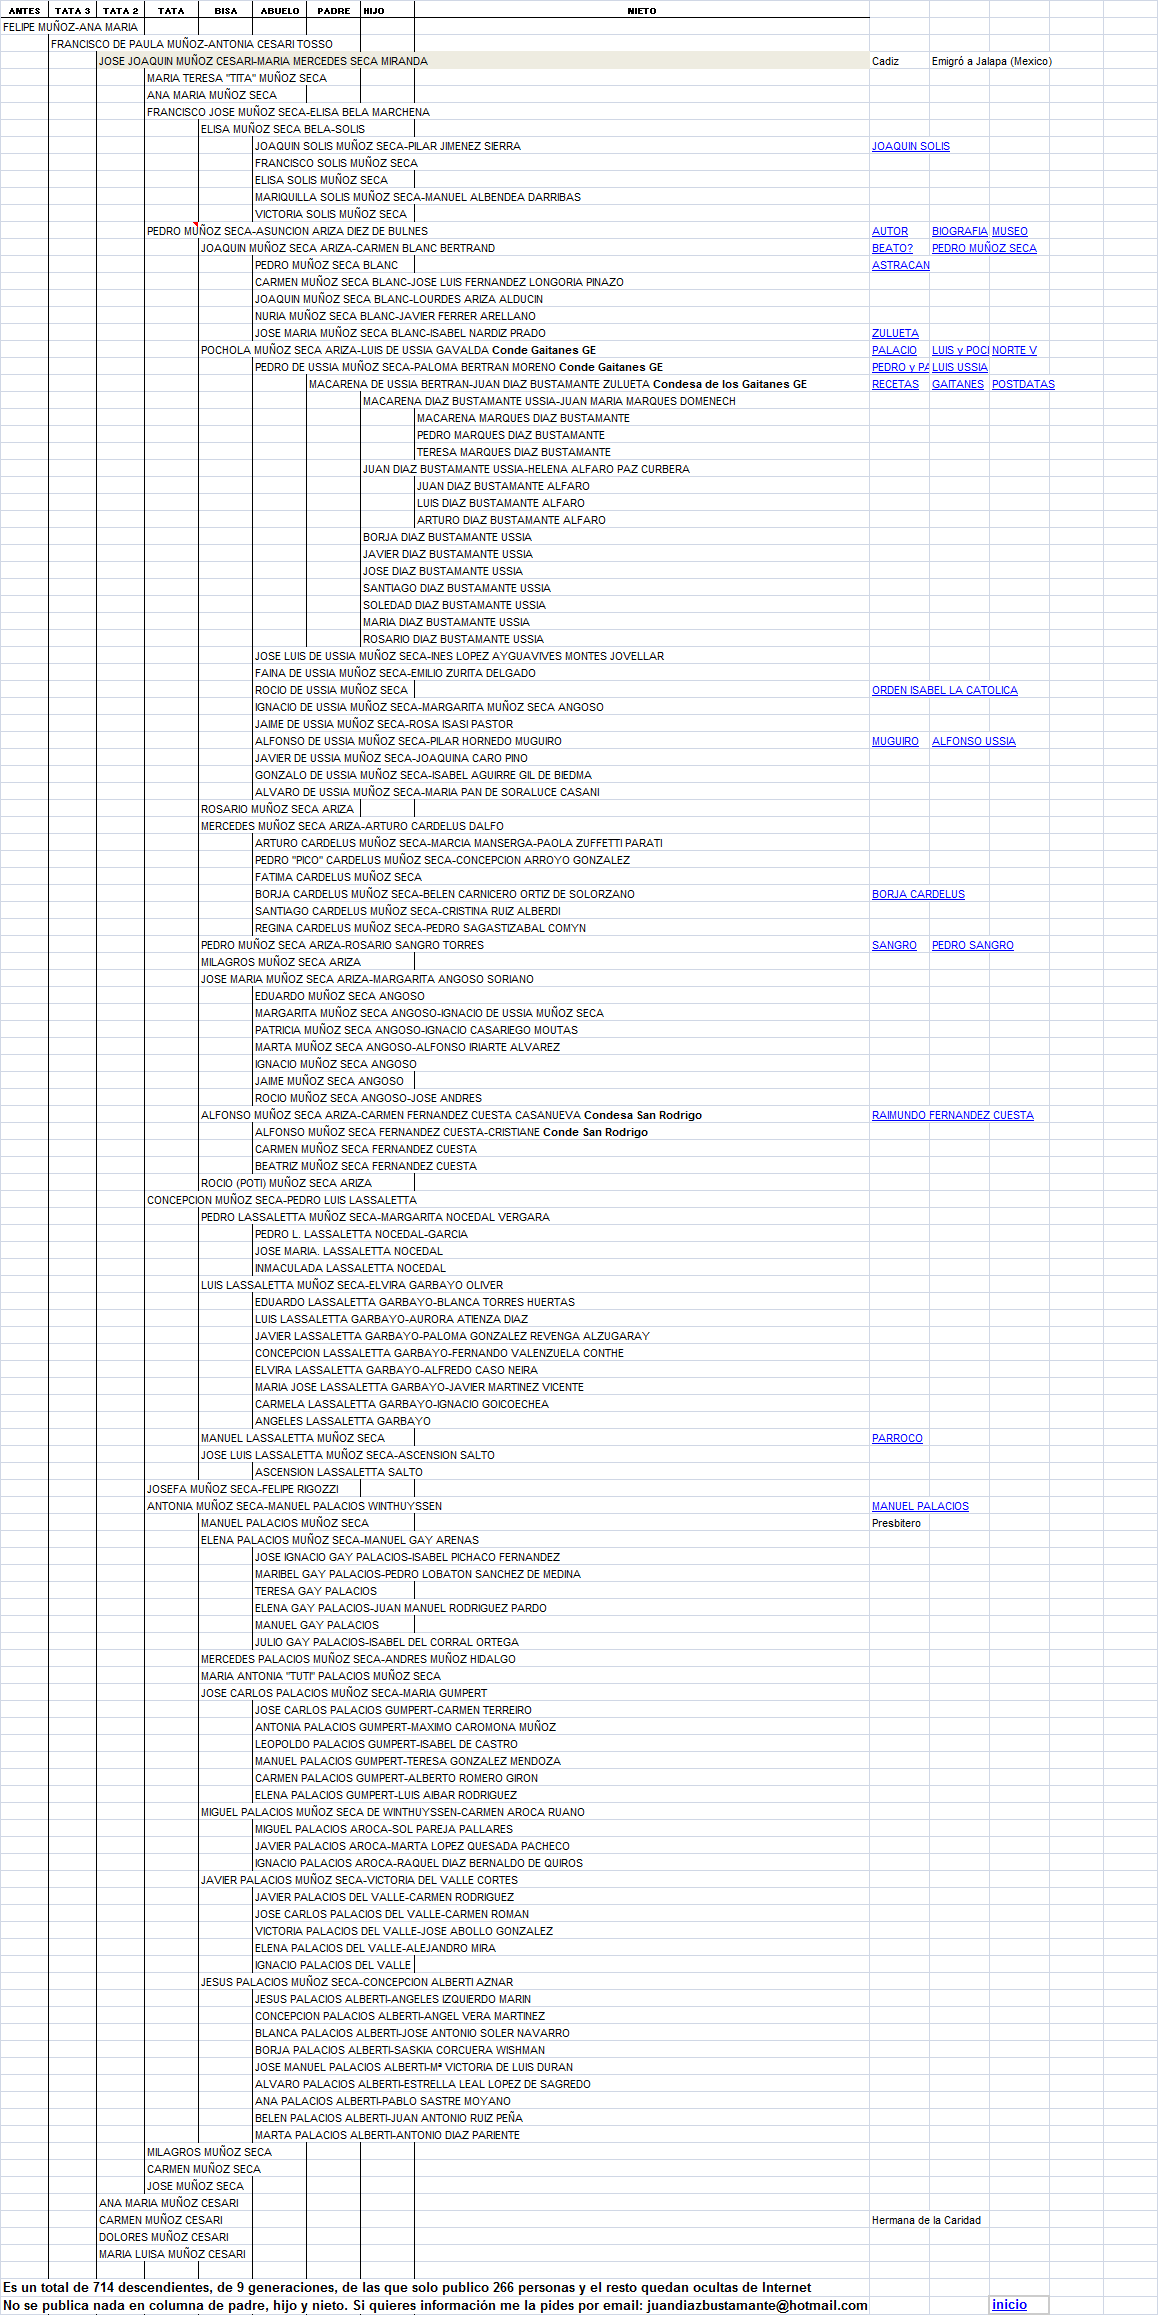 ANTES TATA 3 TATA 2 TATA BISA ABUELO PADRE HIJO NIETO
FELIPE MUÑOZ-ANA MARIA
FRANCISCO DE PAULA MUÑOZ-ANTONIA CESARI TOSSO
JOSE JOAQUIN MUÑOZ CESARI-MARIA MERCEDES SECA MIRANDA Cadiz Emigró a Jalapa (Mexico)
MARIA TERESA "TITA" MUÑOZ SECA
ANA MARIA MUÑOZ SECA
FRANCISCO JOSE MUÑOZ SECA-ELISA BELA MARCHENA
ELISA MUÑOZ SECA BELA-SOLIS
JOAQUIN SOLIS MUÑOZ SECA-PILAR JIMENEZ SIERRA JOAQUIN SOLIS
FRANCISCO SOLIS MUÑOZ SECA
ELISA SOLIS MUÑOZ SECA
MARIQUILLA SOLIS MUÑOZ SECA-MANUEL ALBENDEA DARRIBAS
VICTORIA SOLIS MUÑOZ SECA
PEDRO MUÑOZ SECA-ASUNCION ARIZA DIEZ DE BULNES AUTOR BIOGRAFIA MUSEO
JOAQUIN MUÑOZ SECA ARIZA-CARMEN BLANC BERTRAND BEATO? PEDRO MUÑOZ SECA
PEDRO MUÑOZ SECA BLANC ASTRACAN
CARMEN MUÑOZ SECA BLANC-JOSE LUIS FERNANDEZ LONGORIA PINAZO
JOAQUIN MUÑOZ SECA BLANC-LOURDES ARIZA ALDUCIN
NURIA MUÑOZ SECA BLANC-JAVIER FERRER ARELLANO
JOSE MARIA MUÑOZ SECA BLANC-ISABEL NARDIZ PRADO ZULUETA
POCHOLA MUÑOZ SECA ARIZA-LUIS DE USSIA GAVALDA Conde Gaitanes GE PALACIO LUIS y POCI NORTE V
PEDRO DE USSIA MUÑOZ SECA-PALOMA BERTRAN MORENO Conde Gaitanes GE PEDRO y PA LUIS USSIA
MACARENA DE USSIA BERTRAN-JUAN DIAZ BUSTAMANTE ZULUETA Condesa de los Gaitanes GE RECETAS GAITANES POSTDATAS
MACARENA DIAZ BUSTAMANTE USSIA-JUAN MARIA MARQUES DOMENECH
MACARENA MARQUES DIAZ BUSTAMANTE
PEDRO MARQUES DIAZ BUSTAMANTE
TERESA MARQUES DIAZ BUSTAMANTE
JUAN DIAZ BUSTAMANTE USSIA-HELENA ALFARO PAZ CURBERA
JUAN DIAZ BUSTAMANTE ALFARO
LUIS DIAZ BUSTAMANTE ALFARO
ARTURO DIAZ BUSTAMANTE ALFARO
BORJA DIAZ BUSTAMANTE USSIA
JAVIER DIAZ BUSTAMANTE USSIA
JOSE DIAZ BUSTAMANTE USSIA
SANTIAGO DIAZ BUSTAMANTE USSIA
SOLEDAD DIAZ BUSTAMANTE USSIA
MARIA DIAZ BUSTAMANTE USSIA
ROSARIO DIAZ BUSTAMANTE USSIA
JOSE LUIS DE USSIA MUÑOZ SECA-INES LOPEZ AYGUAVIVES MONTES JOVELLAR
FAINA DE USSIA MUÑOZ SECA-EMILIO ZURITA DELGADO
ROCIO DE USSIA MUÑOZ SECA ORDEN ISABEL LA CATOLICA
IGNACIO DE USSIA MUÑOZ SECA-MARGARITA MUÑOZ SECA ANGOSO
JAIME DE USSIA MUÑOZ SECA-ROSA ISASI PASTOR
ALFONSO DE USSIA MUÑOZ SECA-PILAR HORNEDO MUGUIRO MUGUIRO ALFONSO USSIA
JAVIER DE USSIA MUÑOZ SECA-JOAQUINA CARO PINO
GONZALO DE USSIA MUÑOZ SECA-ISABEL AGUIRRE GIL DE BIEDMA
ALVARO DE USSIA MUÑOZ SECA-MARIA PAN DE SORALUCE CASANI
ROSARIO MUÑOZ SECA ARIZA
MERCEDES MUÑOZ SECA ARIZA-ARTURO CARDELUS DALFO
ARTURO CARDELUS MUÑOZ SECA-MARCIA MANSERGA-PAOLA ZUFFETTI PARATI
PEDRO "PICO" CARDELUS MUÑOZ SECA-CONCEPCION ARROYO GONZALEZ
FATIMA CARDELUS MUÑOZ SECA
BORJA CARDELUS MUÑOZ SECA-BELEN CARNICERO ORTIZ DE SOLORZANO BORJA CARDELUS
SANTIAGO CARDELUS MUÑOZ SECA-CRISTINA RUIZ ALBERDI
REGINA CARDELUS MUÑOZ SECA-PEDRO SAGASTIZABAL COMYN
PEDRO MUÑOZ SECA ARIZA-ROSARIO SANGRO TORRES SANGRO PEDRO SANGRO
MILAGROS MUÑOZ SECA ARIZA
JOSE MARIA MUÑOZ SECA ARIZA-MARGARITA ANGOSO SORIANO
EDUARDO MUÑOZ SECA ANGOSO
MARGARITA MUÑOZ SECA ANGOSO-IGNACIO DE USSIA MUÑOZ SECA
PATRICIA MUÑOZ SECA ANGOSO-IGNACIO CASARIEGO MOUTAS
MARTA MUÑOZ SECA ANGOSO-ALFONSO IRIARTE ALVAREZ
IGNACIO MUÑOZ SECA ANGOSO
JAIME MUÑOZ SECA ANGOSO
ROCIO MUÑOZ SECA ANGOSO-JOSE ANDRES
ALFONSO MUÑOZ SECA ARIZA-CARMEN FERNANDEZ CUESTA CASANUEVA Condesa San Rodrigo RAIMUNDO FERNANDEZ CUESTA
ALFONSO MUÑOZ SECA FERNANDEZ CUESTA-CRISTIANE Conde San Rodrigo
CARMEN MUÑOZ SECA FERNANDEZ CUESTA
BEATRIZ MUÑOZ SECA FERNANDEZ CUESTA
ROCIO (POTI) MUÑOZ SECA ARIZA
CONCEPCION MUÑOZ SECA-PEDRO LUIS LASSALETTA
PEDRO LASSALETTA MUÑOZ SECA-MARGARITA NOCEDAL VERGARA
PEDRO L. LASSALETTA NOCEDAL-GARCIA
JOSE MARIA. LASSALETTA NOCEDAL
INMACULADA LASSALETTA NOCEDAL
LUIS LASSALETTA MUÑOZ SECA-ELVIRA GARBAYO OLIVER
EDUARDO LASSALETTA GARBAYO-BLANCA TORRES HUERTAS
LUIS LASSALETTA GARBAYO-AURORA ATIENZA DIAZ
JAVIER LASSALETTA GARBAYO-PALOMA GONZALEZ REVENGA ALZUGARAY
CONCEPCION LASSALETTA GARBAYO-FERNANDO VALENZUELA CONTHE
ELVIRA LASSALETTA GARBAYO-ALFREDO CASO NEIRA
MARIA JOSE LASSALETTA GARBAYO-JAVIER MARTINEZ VICENTE
CARMELA LASSALETTA GARBAYO-IGNACIO GOICOECHEA
ANGELES LASSALETTA GARBAYO
MANUEL LASSALETTA MUÑOZ SECA PARROCO
JOSE LUIS LASSALETTA MUÑOZ SECA-ASCENSION SALTO
ASCENSION LASSALETTA SALTO
JOSEFA MUÑOZ SECA-FELIPE RIGOZZI
ANTONIA MUÑOZ SECA-MANUEL PALACIOS WINTHUYSSEN MANUEL PALACIOS
MANUEL PALACIOS MUÑOZ SECA Presbitero
ELENA PALACIOS MUÑOZ SECA-MANUEL GAY ARENAS
JOSE IGNACIO GAY PALACIOS-ISABEL PICHACO FERNANDEZ
MARIBEL GAY PALACIOS-PEDRO LOBATON SANCHEZ DE MEDINA
TERESA GAY PALACIOS
ELENA GAY PALACIOS-JUAN MANUEL RODRIGUEZ PARDO
MANUEL GAY PALACIOS
JULIO GAY PALACIOS-ISABEL DEL CORRAL ORTEGA
MERCEDES PALACIOS MUÑOZ SECA-ANDRES MUÑOZ HIDALGO
MARIA ANTONIA "TUTI" PALACIOS MUÑOZ SECA
JOSE CARLOS PALACIOS MUÑOZ SECA-MARIA GUMPERT
JOSE CARLOS PALACIOS GUMPERT-CARMEN TERREIRO
ANTONIA PALACIOS GUMPERT-MAXIMO CAROMONA MUÑOZ
LEOPOLDO PALACIOS GUMPERT-ISABEL DE CASTRO
MANUEL PALACIOS GUMPERT-TERESA GONZALEZ MENDOZA
CARMEN PALACIOS GUMPERT-ALBERTO ROMERO GIRON
ELENA PALACIOS GUMPERT-LUIS AIBAR RODRIGUEZ
MIGUEL PALACIOS MUÑOZ SECA DE WINTHUYSSEN-CARMEN AROCA RUANO
MIGUEL PALACIOS AROCA-SOL PAREJA PALLARES
JAVIER PALACIOS AROCA-MARTA LOPEZ QUESADA PACHECO
IGNACIO PALACIOS AROCA-RAQUEL DIAZ BERNALDO DE QUIROS
JAVIER PALACIOS MUÑOZ SECA-VICTORIA DEL VALLE CORTES
JAVIER PALACIOS DEL VALLE-CARMEN RODRIGUEZ
JOSE CARLOS PALACIOS DEL VALLE-CARMEN ROMAN
VICTORIA PALACIOS DEL VALLE-JOSE ABOLLO GONZALEZ
ELENA PALACIOS DEL VALLE-ALEJANDRO MIRA
IGNACIO PALACIOS DEL VALLE
JESUS PALACIOS MUÑOZ SECA-CONCEPCION ALBERTI AZNAR
JESUS PALACIOS ALBERTI-ANGELES IZQUIERDO MARIN
CONCEPCION PALACIOS ALBERTI-ANGEL VERA MARTINEZ
BLANCA PALACIOS ALBERTI-JOSE ANTONIO SOLER NAVARRO
BORJA PALACIOS ALBERTI-SASKIA CORCUERA WISHMAN
JOSE MANUEL PALACIOS ALBERTI-Mª VICTORIA DE LUIS DURAN
ALVARO PALACIOS ALBERTI-ESTRELLA LEAL LOPEZ DE SAGREDO
ANA PALACIOS ALBERTI-PABLO SASTRE MOYANO
BELEN PALACIOS ALBERTI-JUAN ANTONIO RUIZ PEÑA
MARTA PALACIOS ALBERTI-ANTONIO DIAZ PARIENTE
MILAGROS MUÑOZ SECA
CARMEN MUÑOZ SECA
JOSE MUÑOZ SECA
ANA MARIA MUÑOZ CESARI
CARMEN MUÑOZ CESARI Hermana de la Caridad
DOLORES MUÑOZ CESARI
MARIA LUISA MUÑOZ CESARI
Es un total de 714 descendientes, de 9 generaciones, de las que solo publico 266 personas y el resto quedan ocultas de Internet
No se publica nada en columna de padre, hijo y nieto. Si quieres información me la pides por email: juandiazbustamante@hotmail.com inicio